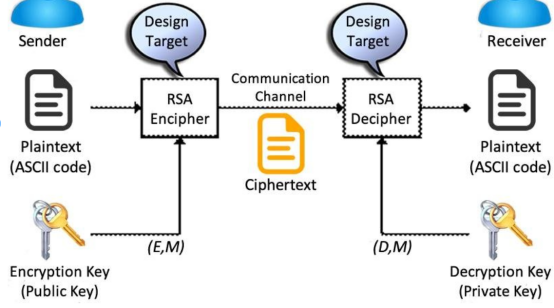 Design
Target
Design
Target
Sender
Receiver
RSA
Encipher
Communication
Channel
RSA
Decipher
Plaintext
(ASCII code)
Ciphertext
Plaintext
(ASCII code)
(E,M)
(D,M)
Encryption Key
(Public Key)
Decryption Key
(Private Key)